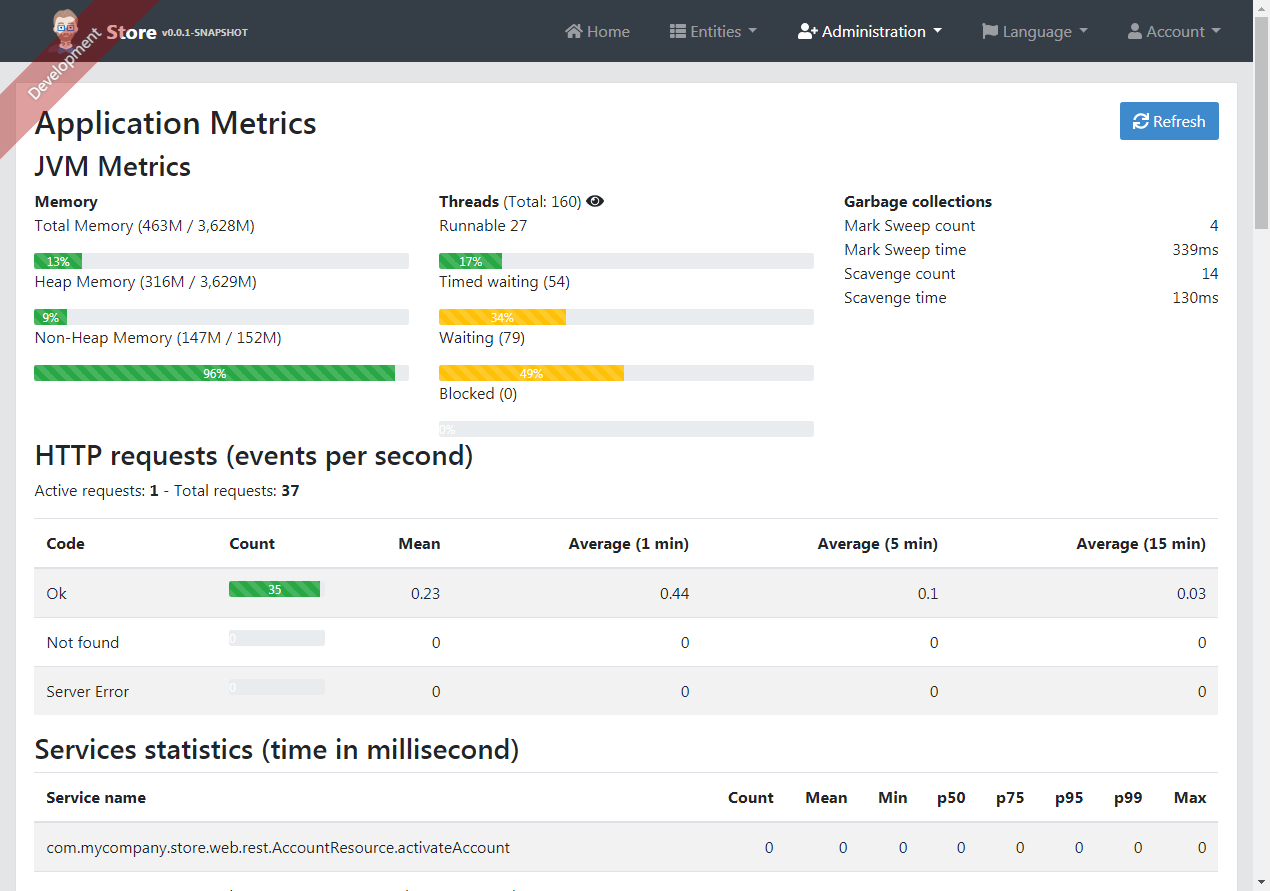 Development
Store v0.0.1-SNAPSHOT
Home Entities Administration Language Account
Application Metrics
Refresh
JVM Metrics
Memory
Total Memory (463M / 3,628M)
13%
Heap Memory (316M / 3,629M)
9%
Non-Heap Memory (147M / 152M)
96%
Threads (Total: 160)
Runnable 27
17%
Timed waiting (54)
34%
Waiting (79)
49%
Blocked (0)
0%
Garbage collections
Mark Sweep count 4
Mark Sweep time 339ms
Scavenge count 14
Scavenge time 130ms
HTTP requests (events per second)
Active requests: 1 - Total requests: 37
Code Count Mean Average (1 min) Average (5 min) Average (15 min)
Ok 35 0.23 0.44 0.1 0.03
Not found 0 0 0 0 0
Server Error 0 0 0 0 0
Services statistics (time in millisecond)
Service name Count Mean Min p50 p75 p95 p99 Max
com.mycompany.store.web.rest.AccountResource.activateAccount 0 0 0 0 0 0 0 0